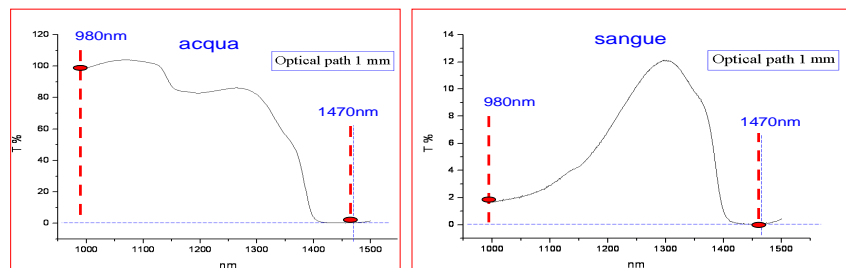 980nm
acqua
Optical path 1 mm
1470nm
T %
120
100
80
60
40
20
0
1000 1100 1200 1300 1400 1500
nm
980nm
sangue
Optical path 1 mm
1470nm
T %
14
12
10
8
6
4
2
0
1000 1100 1200 1300 1400 1500
nm